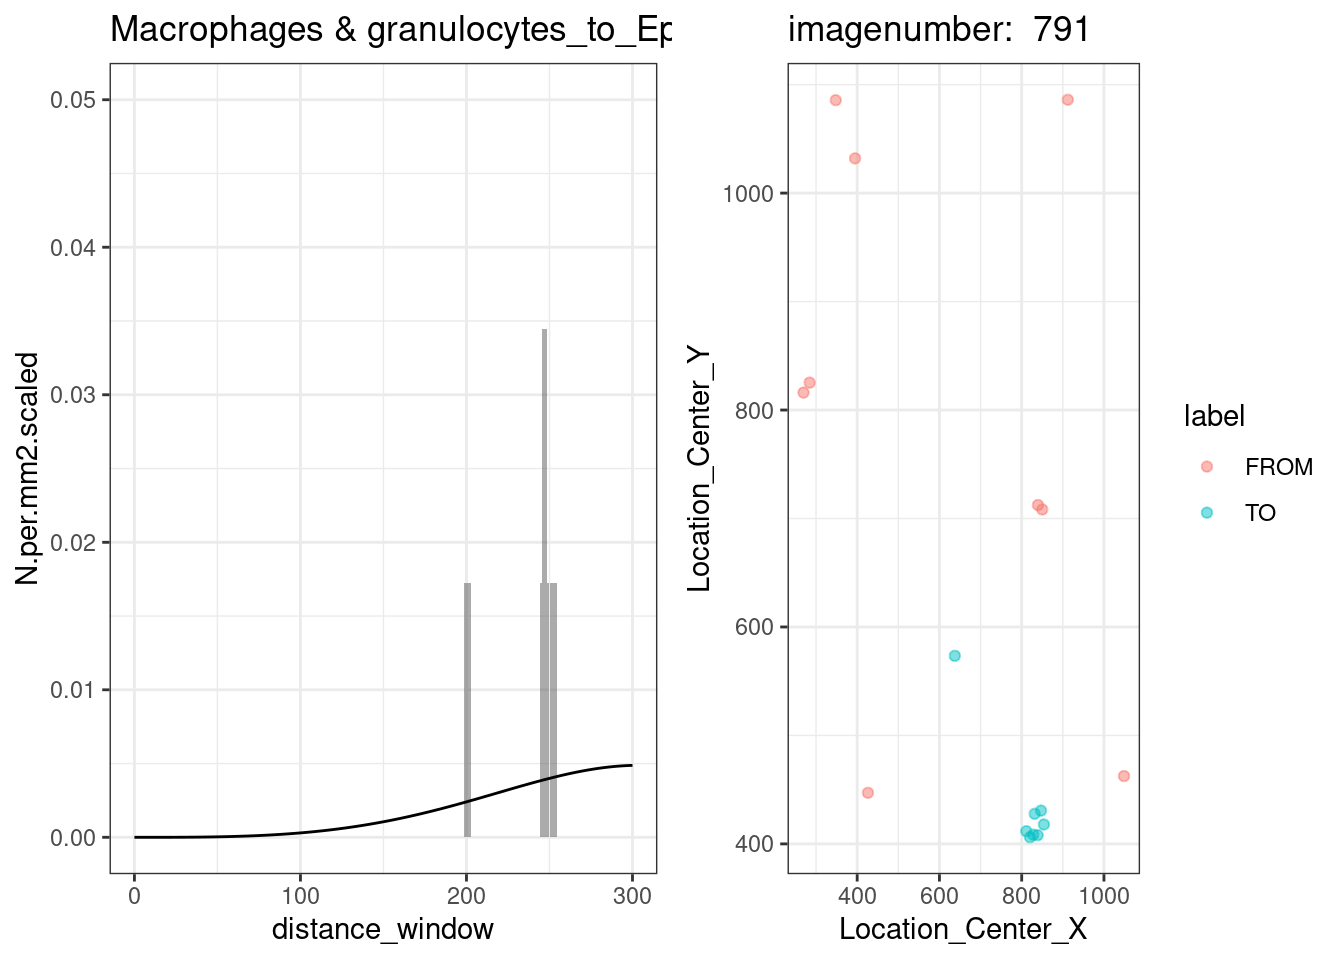 Macrophages & granulocytes_to_Ep
N.per.mm2.scaled
0.05
0.04
0.03
0.02
0.01
0.00
0 100 200 300
distance_window
imagenumber: 791
Location_Center_Y
1000
800
600
400
400 600 800 1000
Location_Center_X
label
FROM
TO